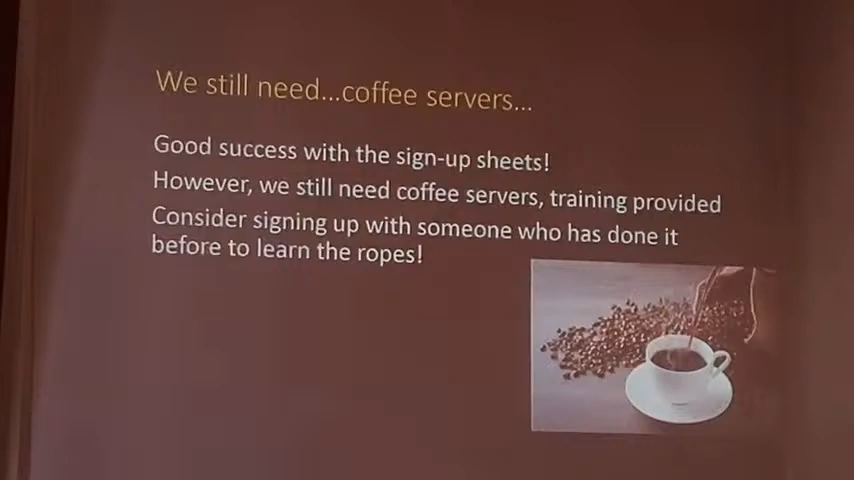 We still need...coffee servers...
Good success with the sign-up sheets!
However, we still need coffee servers, training provided
Consider signing up with someone who has done it
before to learn the ropes!